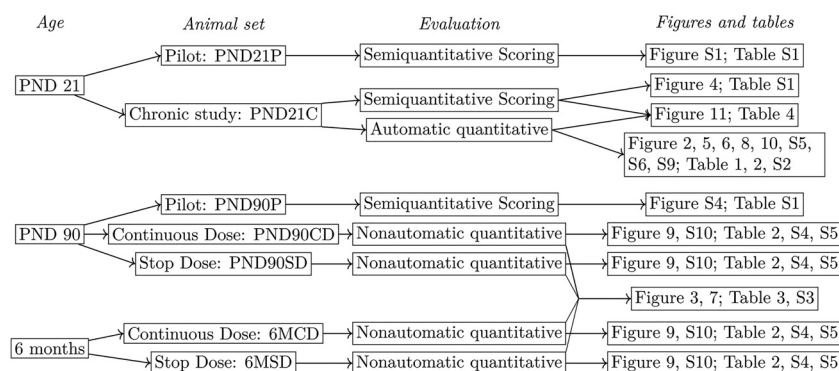 Age Animal set Evaluation Figures and tables
Pilot: PND21P Semiquantitative Scoring Figure S1; Table S1
PND 21
Figure 4; Table S1
Semiquantitative Scoring
Chronic study: PND21C Figure 11; Table 4
Automatic quantitative
Figure 2, 5, 6, 8, 10, S5,
S6, S9; Table 1, 2, S2
Pilot: PND90P Semiquantitative Scoring Figure S4; Table S1
PND 90 Continuous Dose: PND90CD Nonautomatic quantitative Figure 9, S10; Table 2, S4, S5
Stop Dose: PND90SD Nonautomatic quantitative Figure 9, S10; Table 2, S4, S5
Figure 3, 7; Table 3, S3
Continuous Dose: 6MCD Nonautomatic quantitative Figure 9, S10; Table 2, S4, S5
6 months
Stop Dose: 6MSD Nonautomatic quantitative Figure 9, S10; Table 2, S4, S5